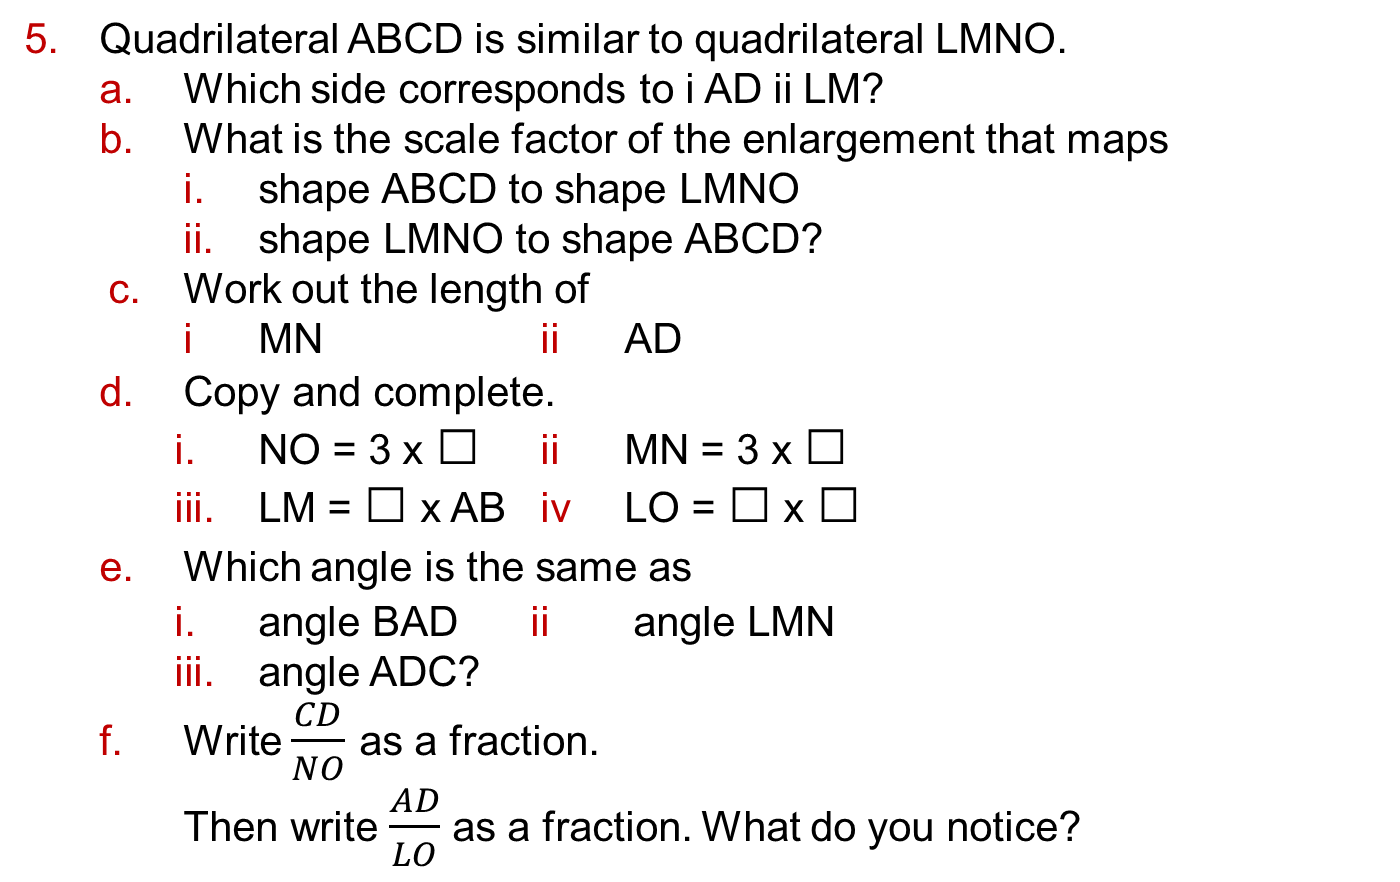 5. Quadrilateral ABCD is similar to quadrilateral LMNO.
a. Which side corresponds to i AD ii LM?
b. What is the scale factor of the enlargement that maps
i. shape ABCD to shape LMNO
ii. shape LMNO to shape ABCD?
c. Work out the length of
i MN ii AD
d. Copy and complete.
i. NO = 3 x □ ii MN = 3 x □
iii. LM = □ x AB iv LO = □ x □
e. Which angle is the same as
i. angle BAD ii angle LMN
iii. angle ADC?
f. Write CD/NO as a fraction.
Then write AD/LO as a fraction. What do you notice?